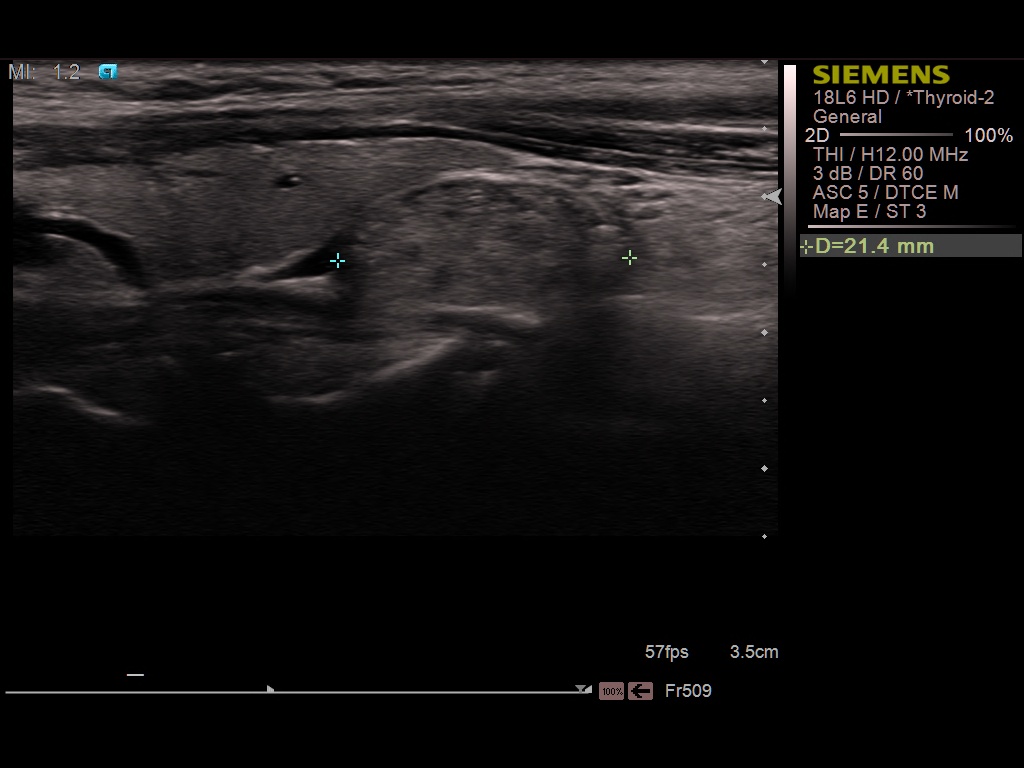 MI: 1.2
SIEMENS
18L6 HD / *Thyroid-2
General
2D 100%
THI / H12.00 MHz
3 dB / DR 60
ASC 5 / DTCE M
Map E / ST 3
D=21.4 mm
57fps 3.5cm
100% Fr509